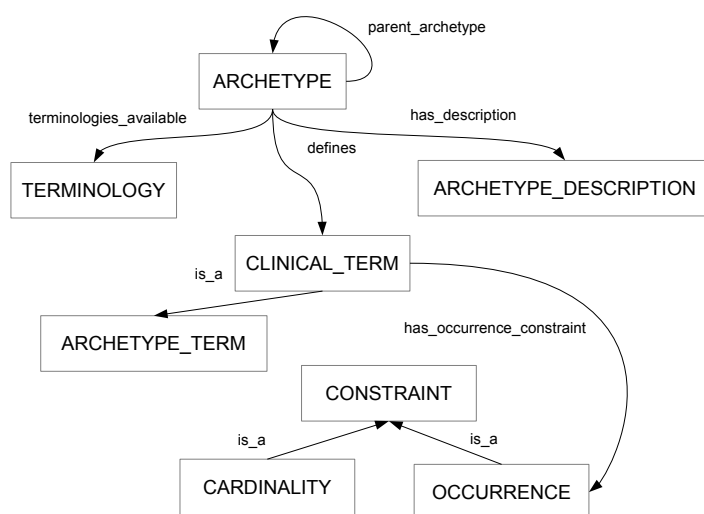 parent_archetype
ARCHETYPE
terminologies_available
has_description
defines
TERMINOLOGY
ARCHETYPE_DESCRIPTION
CLINICAL_TERM
is_a
ARCHETYPE_TERM
has_occurrence_constraint
CONSTRAINT
is_a
is_a
CARDINALITY
OCCURRENCE